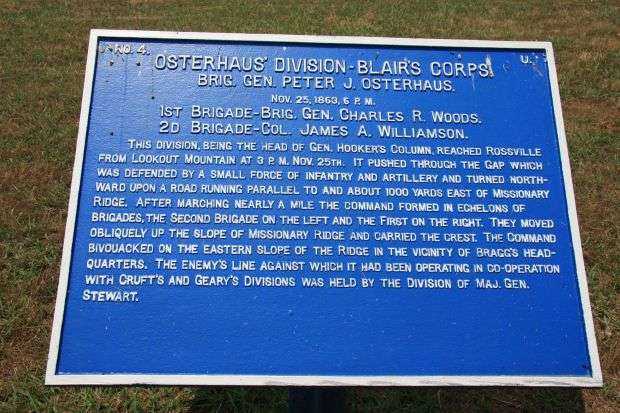 NO. 4. U.
OSTERHAUS' DIVISION-BLAIR'S CORPS.
BRIG. GEN. PETER J. OSTERHAUS.
NOV. 25, 1863, 6 P.M.
1ST BRIGADE-BRIG. GEN. CHARLES R. WOODS.
2D BRIGADE-COL. JAMES A. WILLIAMSON.
THIS DIVISION, BEING THE HEAD OF GEN. HOOKER'S COLUMN, REACHED ROSSVILLE
FROM LOOKOUT MOUNTAIN AT 3 P.M. NOV. 25TH. IT PUSHED THROUGH THE GAP WHICH
WAS DEFENDED BY A SMALL FORCE OF INFANTRY AND ARTILLERY AND TURNED NORTH-
WARD UPON A ROAD RUNNING PARALLEL TO AND ABOUT 1000 YARDS EAST OF MISSIONARY
RIDGE. AFTER MARCHING NEARLY A MILE THE COMMAND FORMED IN ECHELONS OF
BRIGADES, THE SECOND BRIGADE ON THE LEFT AND THE FIRST ON THE RIGHT. THEY MOVED
OBLIQUELY UP THE SLOPE OF MISSIONARY RIDGE AND CARRIED THE CREST. THE COMMAND
BIVOUACKED ON THE EASTERN SLOPE OF THE RIDGE IN THE VICINITY OF BRAGG'S HEAD-
QUARTERS. THE ENEMY'S LINE AGAINST WHICH IT HAD BEEN OPERATING IN CO-OPERATION
WITH CRUFT'S AND GEARY'S DIVISIONS WAS HELD BY THE DIVISION OF MAJ. GEN.
STEWART.